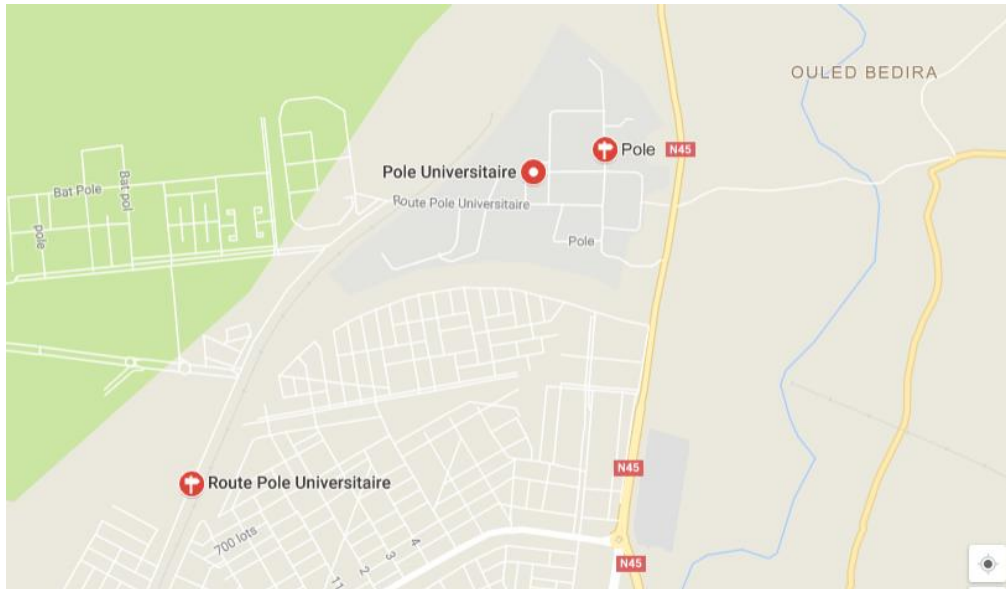 OULED BEDIRA
Pole
N45
Pole Universitaire
Bat Pole
Bat pol
Route Pole Universitaire
pole
Pole
N45
Route Pole Universitaire
700 lots
4
3
2
11
N45